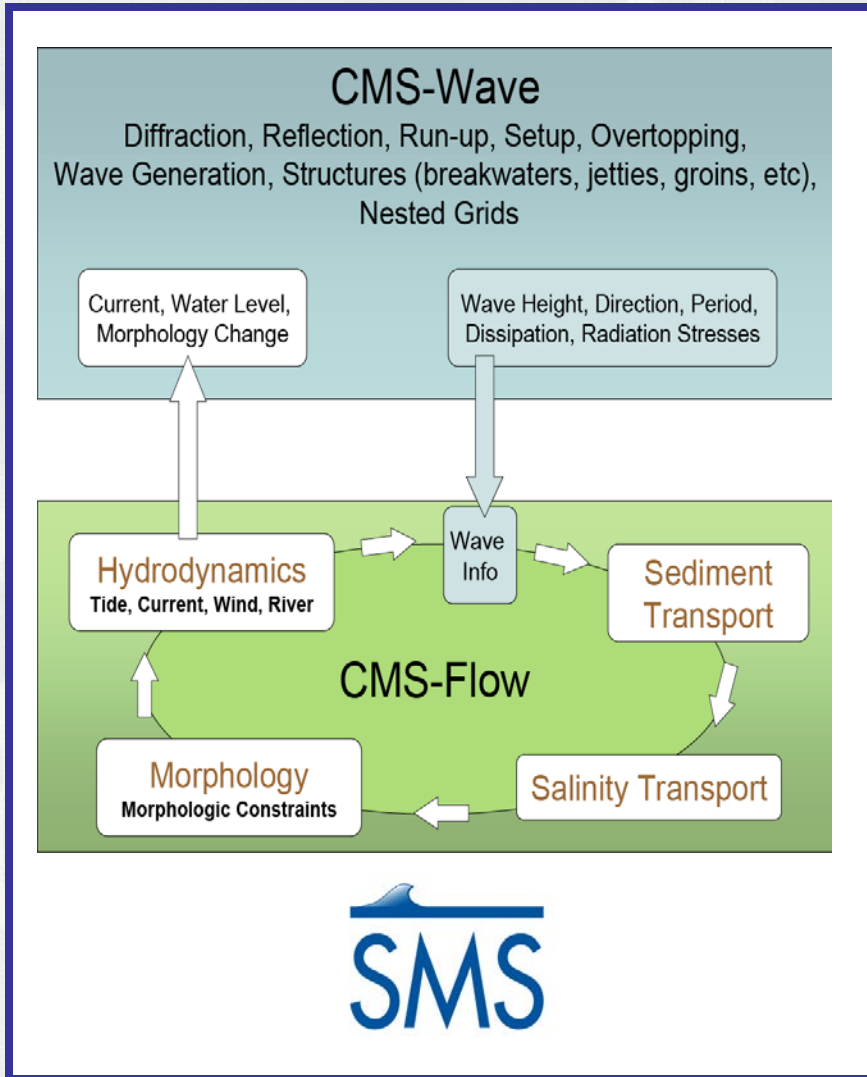 CMS-Wave
Diffraction, Reflection, Run-up, Setup, Overtopping,
Wave Generation, Structures (breakwaters, jetties, groins, etc),
Nested Grids
Current, Water Level,
Morphology Change
Wave Height, Direction, Period,
Dissipation, Radiation Stresses
Wave
Info
Hydrodynamics
Tide, Current, Wind, River
Sediment
Transport
CMS-Flow
Morphology
Morphologic Constraints
Salinity Transport
SMS